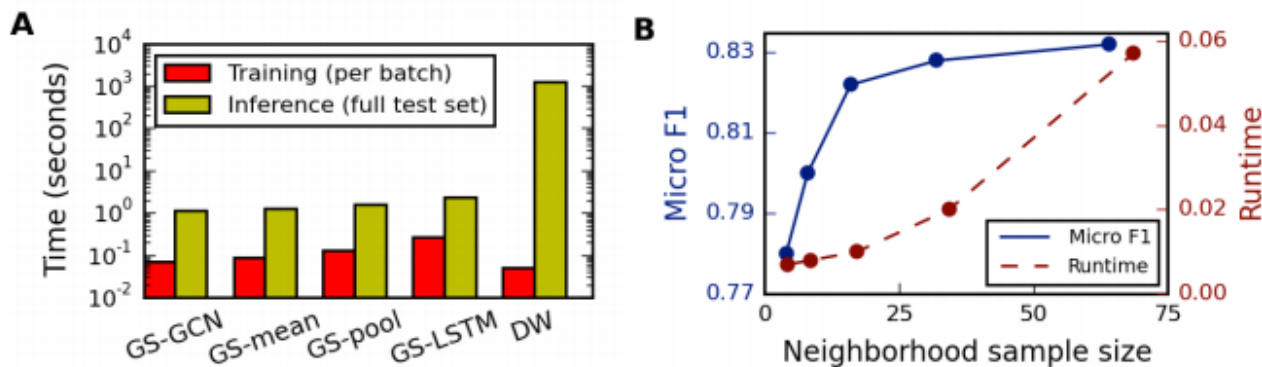 A
Time (seconds)
10^4
10^3
10^2
10^1
10^0
10^-1
10^-2
Training (per batch)
Inference (full test set)
GS-GCN
GS-mean
GS-pool
GS-LSTM
DW
B
Micro F1
0.83
0.81
0.79
0.77
Micro F1
Runtime
0.06
0.04
0.02
0.00
Runtime
0 25 50 75
Neighborhood sample size